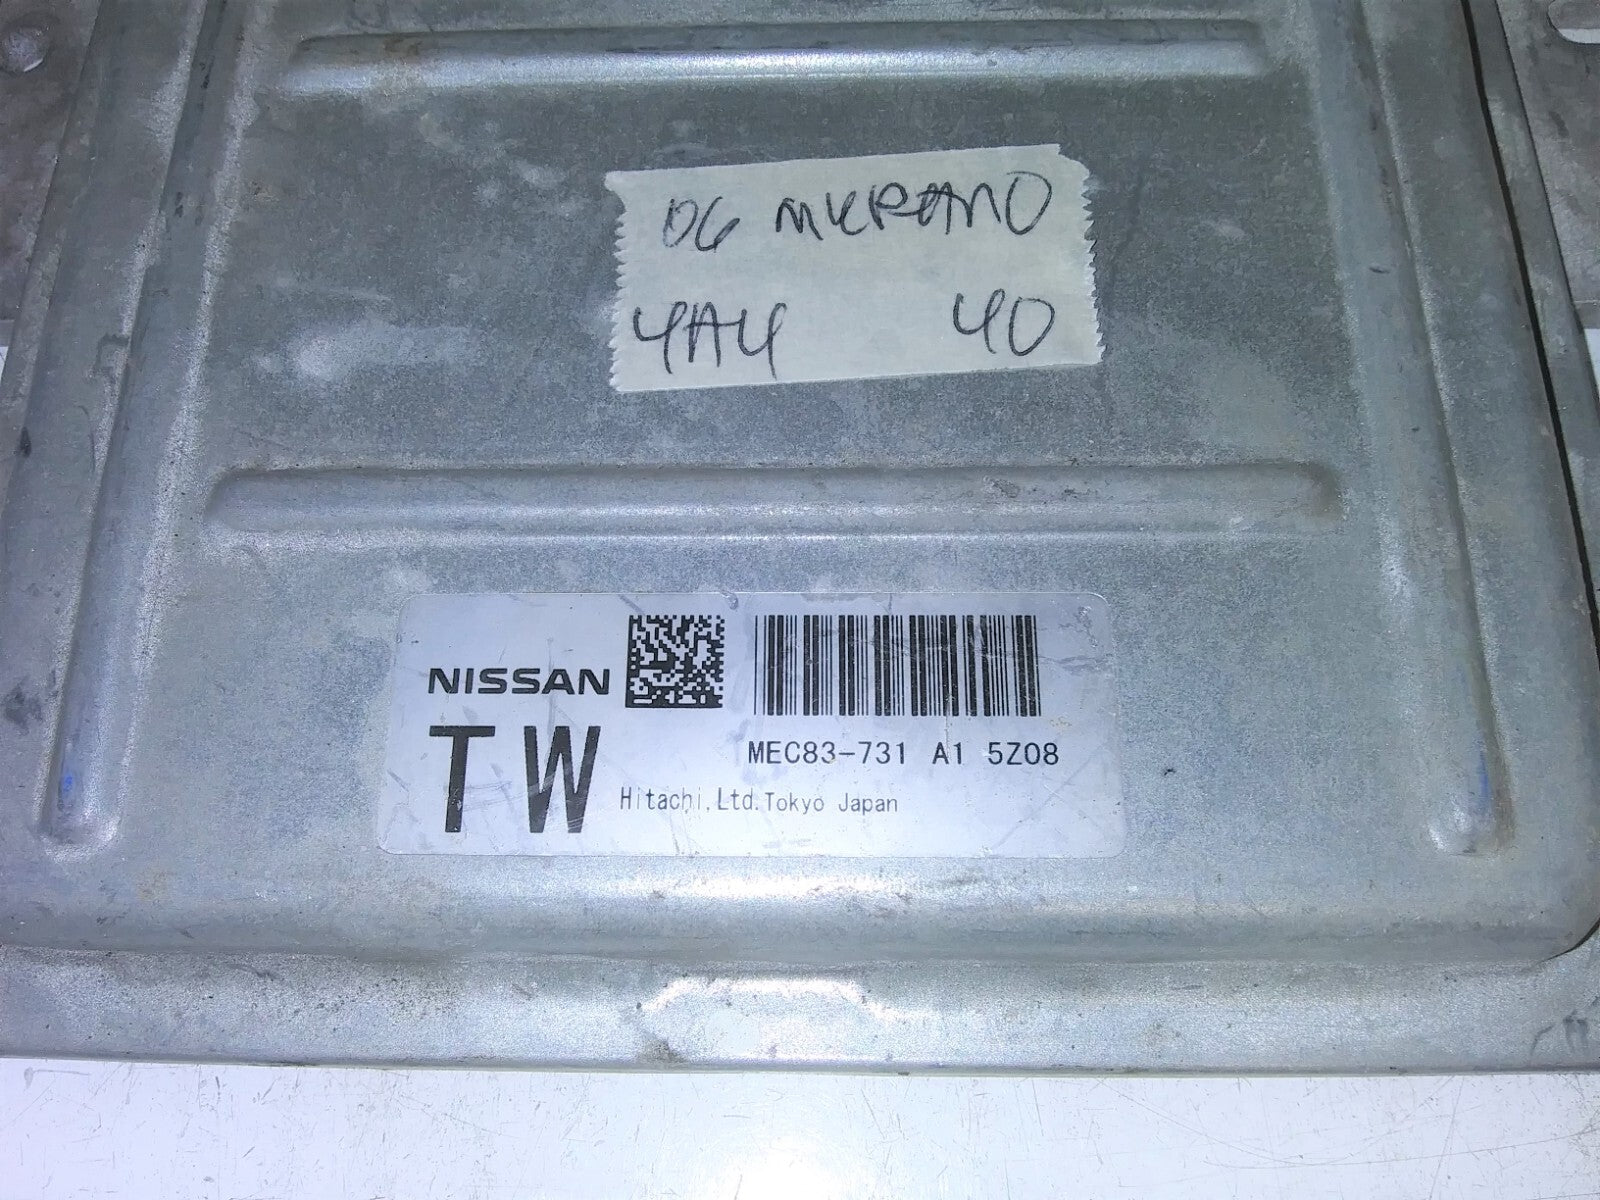 06 MURANO
4A4 40
NISSAN
TW
MEC83-731 A1 5Z08
Hitachi,Ltd.Tokyo Japan